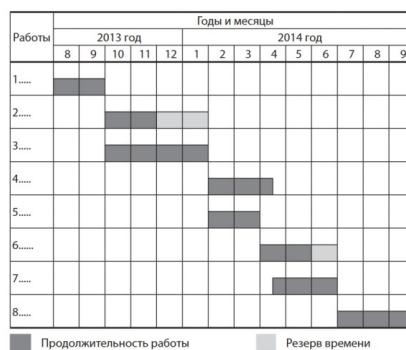 Годы и месяцы
Работы
2013 год 2014 год
8 9 10 11 12 1 2 3 4 5 6 7 8 9
1.....
2.....
3.....
4.....
5.....
6......
7.....
8.....
Продолжительность работы Резерв времени